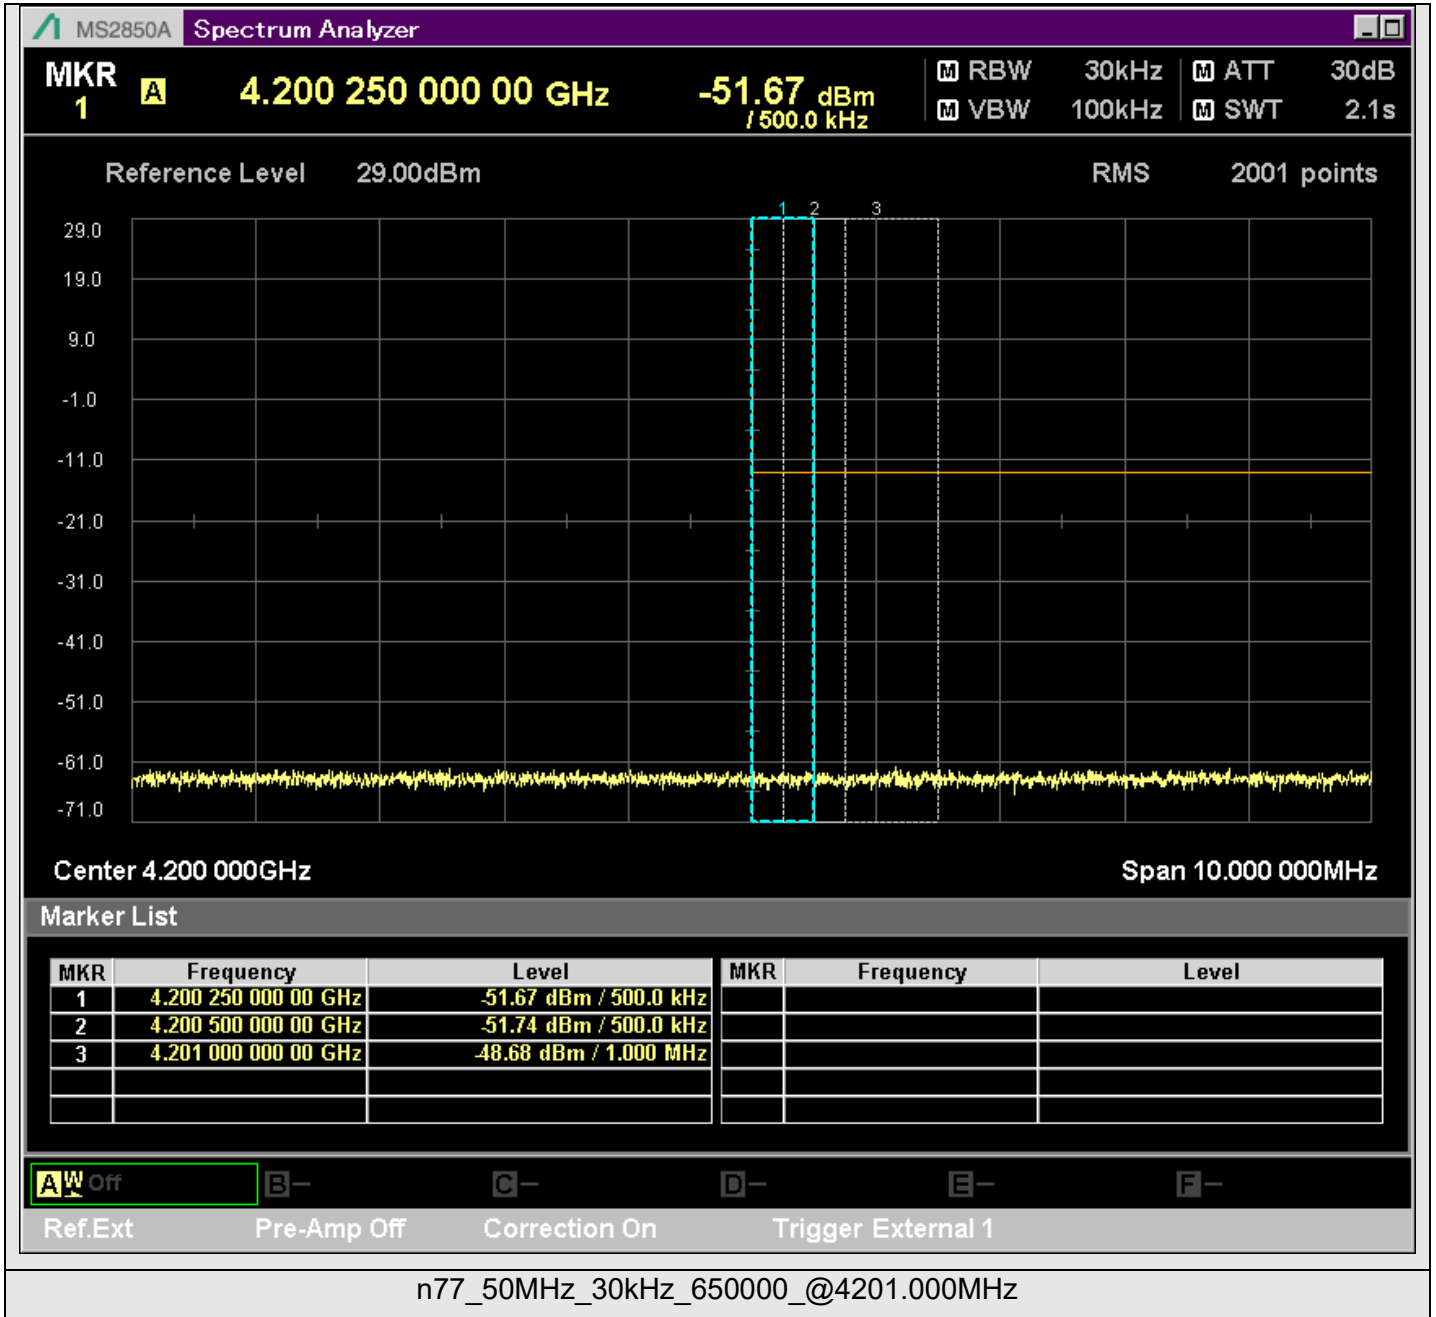 MS2850A Spectrum Analyzer
MKR 1 A 4.200 250 000 00 GHz -51.67 dBm / 500.0 kHz
M RBW 30kHz M ATT 30dB
M VBW 100kHz M SWT 2.1s
Reference Level 29.00dBm RMS 2001 points
1 2 3
29.0
19.0
9.0
-1.0
-11.0
-21.0
-31.0
-41.0
-51.0
-61.0
-71.0
Center 4.200 000GHz Span 10.000 000MHz
Marker List
MKR Frequency Level MKR Frequency Level
1 4.200 250 000 00 GHz -51.67 dBm / 500.0 kHz
2 4.200 500 000 00 GHz -51.74 dBm / 500.0 kHz
3 4.201 000 000 00 GHz -48.68 dBm / 1.000 MHz
A W Off B – C – D – E – F –
Ref.Ext Pre-Amp Off Correction On Trigger External 1
n77_50MHz_30kHz_650000_@4201.000MHz